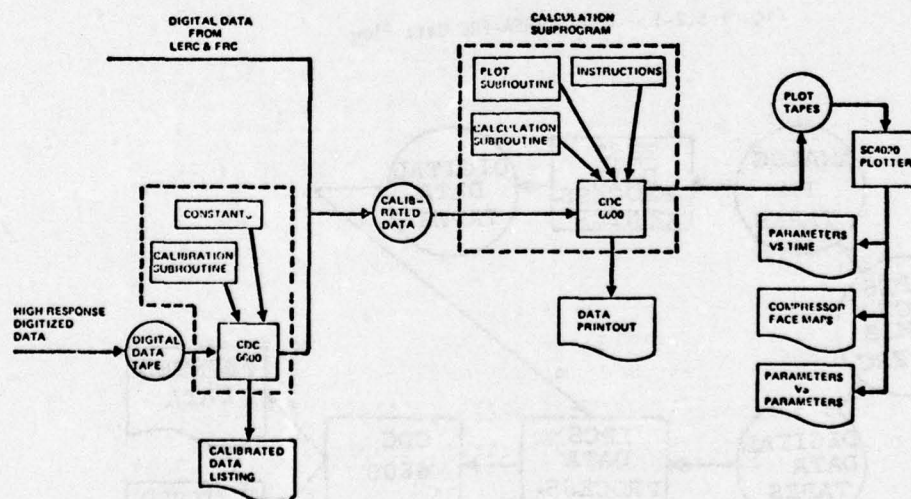 DIGITAL DATA
FROM
LERC & FRC
CALCULATION
SUBPROGRAM
PLOT
SUBROUTINE
INSTRUCTIONS
CALCULATION
SUBROUTINE
CDC
6600
PLOT
TAPES
SC4020
PLOTTER
CALIB-
RATED
DATA
CONSTANTS
CALIBRATION
SUBROUTINE
HIGH RESPONSE
DIGITIZED
DATA
DIGITAL
DATA
TAPE
CDC
6600
CALIBRATED
DATA
LISTING
DATA
PRINTOUT
PARAMETERS
VS TIME
COMPRESSOR
FACE MAPS
PARAMETERS
VS
PARAMETERS